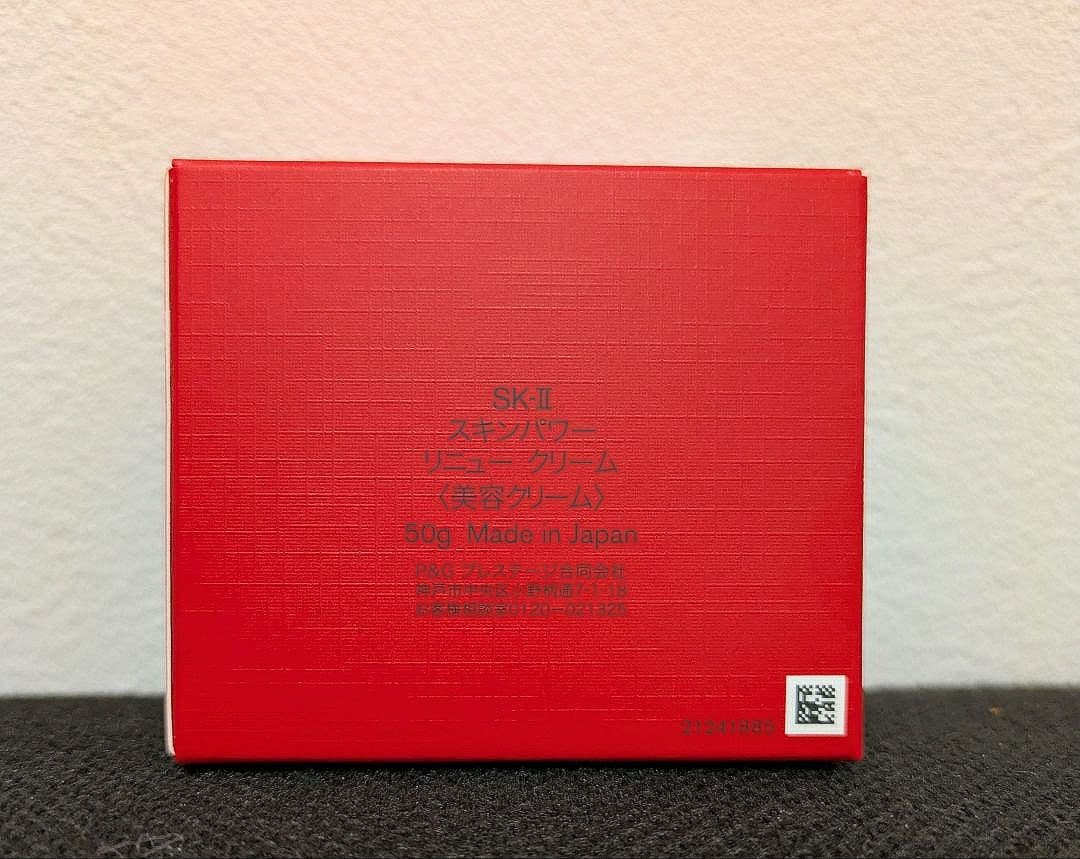 SK-Ⅱ
スキンパワー
リニュー クリーム
〈美容クリーム〉
50g Made in Japan
P&G プレステージ合同会社
神戸市中央区小野柄通7-1-18
お客様相談室0120-021325